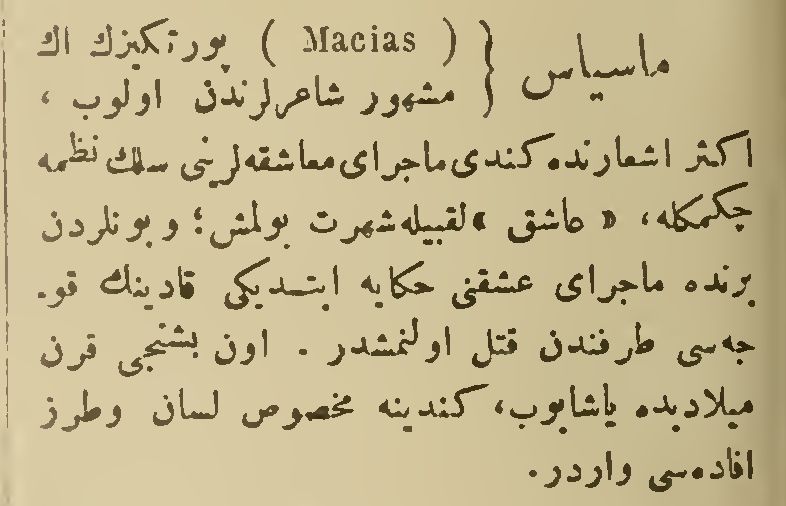 ماسیاس { ( Macias ) پورتکیزك اك
مشهور شاعرلرندن اولوب ،
اکثر اشعارنده کندی ماجرای معاشقه‌لرینی سلك نظمه
چکمکله، « عاشق » لقبیله شهرت بولمش؛ و بونلردن
برنده ماجرای عشقنی حکایه ایتدیکی قادینك قو-
جه‌سی طرفندن قتل اولنمشدر . اون بشنجی قرن
میلادیده یاشایوب، کندینه مخصوص لسان وطرز
افاده‌سی واردر.